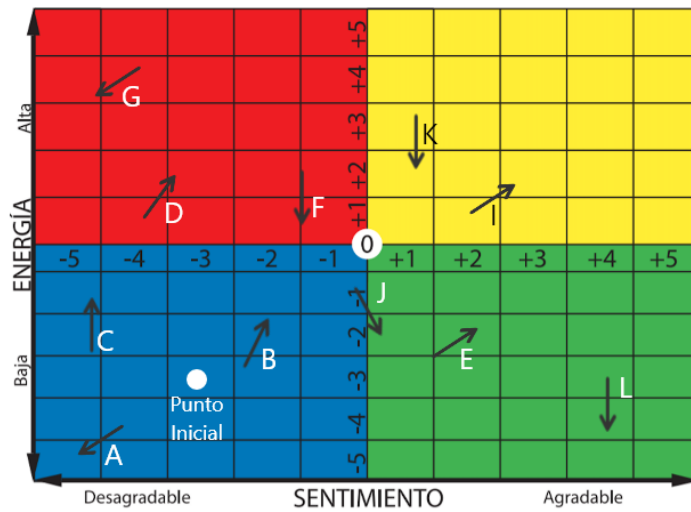 +5
+4
G
Alta
+3
K
+2
D
F
I
+1
ENERGÍA
0
-5 -4 -3 -2 -1 +1 +2 +3 +4 +5
-1
J
C
-2
B
E
Baja
-3
L
Punto
Inicial
-4
A
-5
Desagradable SENTIMIENTO Agradable